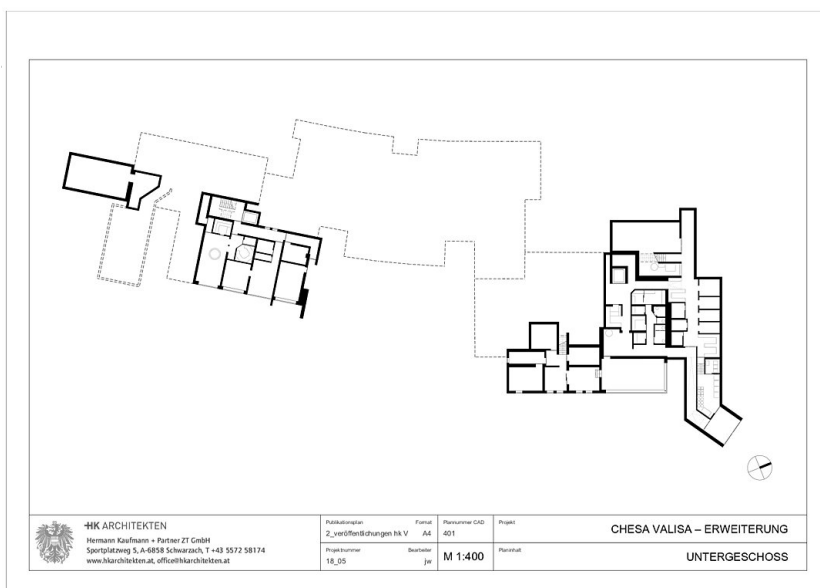 HK ARCHITEKTEN
Hermann Kaufmann + Partner ZT GmbH
Sportplatzweg 5, A-6858 Schwarzach, T +43 5572 58174
www.hkarchitekten.at, office@hkarchitekten.at
Publikationsplan Format
2_veröffentlichungen hk V A4
Projektnummer Bearbeiter
18_05 jw
Plannummer CAD
401
M 1:400
Projekt
CHESA VALISA – ERWEITERUNG
Planinhalt
UNTERGESCHOSS